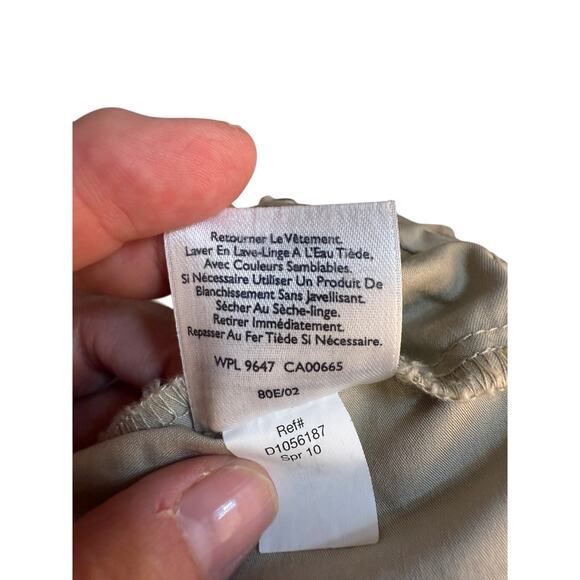 Retourner Le Vêtement.
Laver En Lave-Linge A L'Eau Tiède,
Avec Couleurs Semblables.
Si Nécessaire Utiliser Un Produit De
Blanchissement Sans Javellisant.
Sécher Au Sèche-linge.
Retirer Immédiatement.
Repasser Au Fer Tiède Si Nécessaire.
WPL 9647 CA00665
80E/02
Ref#
D1056187
Spr 10